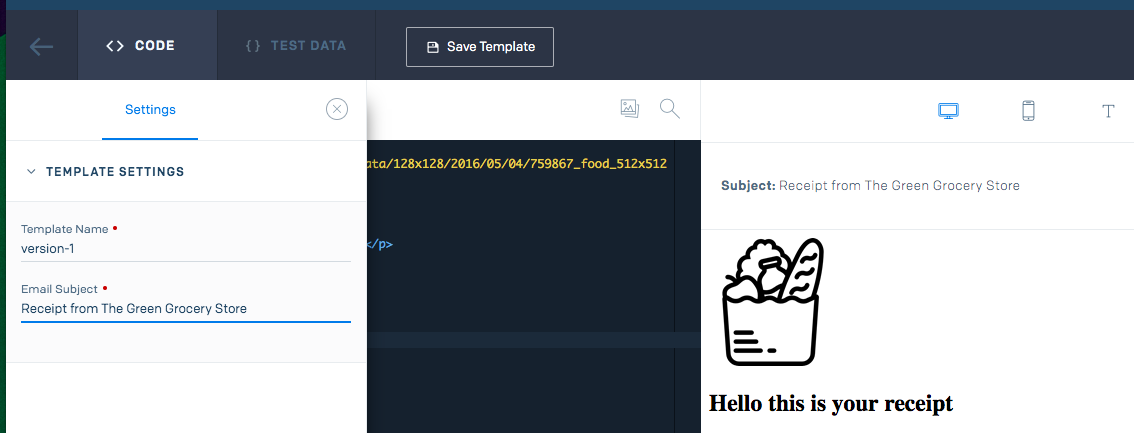 <> CODE
{} TEST DATA
Save Template
Settings
TEMPLATE SETTINGS
Template Name •
version-1
Email Subject •
Receipt from The Green Grocery Store
ata/128x128/2016/05/04/759867_food_512x512
</p>
T
Subject: Receipt from The Green Grocery Store
Hello this is your receipt